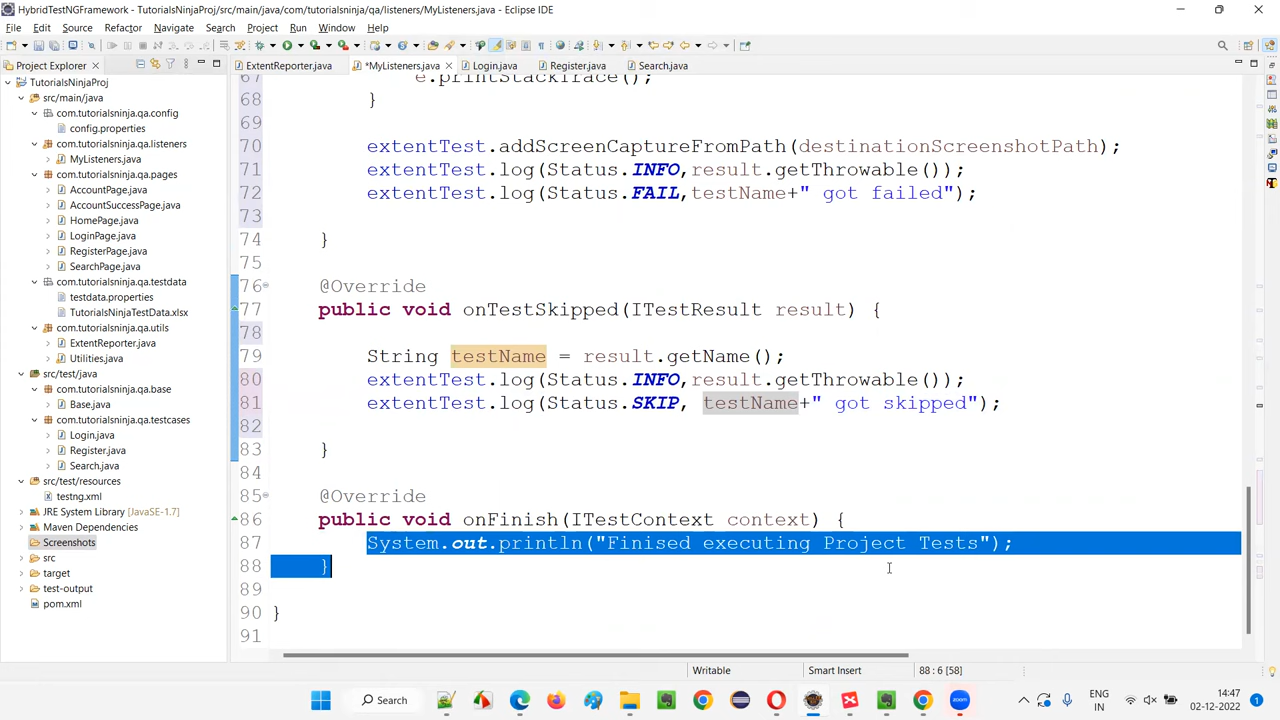 HybridTestNGFramework - TutorialsNinjaProj/src/main/java/com/tutorialsninja/qa/listeners/MyListeners.java - Eclipse IDE
File Edit Source Refactor Navigate Search Project Run Window Help
Project Explorer
ExtentReporter.java *MyListeners.java Login.java Register.java Search.java
TutorialsNinjaProj
src/main/java
com.tutorialsninja.qa.config
config.properties
com.tutorialsninja.qa.listeners
MyListeners.java
com.tutorialsninja.qa.pages
AccountPage.java
AccountSuccessPage.java
HomePage.java
LoginPage.java
RegisterPage.java
SearchPage.java
com.tutorialsninja.qa.testdata
testdata.properties
TutorialsNinjaTestData.xlsx
com.tutorialsninja.qa.utils
ExtentReporter.java
Utilities.java
src/test/java
com.tutorialsninja.qa.base
Base.java
com.tutorialsninja.qa.testcases
Login.java
Register.java
Search.java
src/test/resources
testng.xml
JRE System Library [JavaSE-1.7]
Maven Dependencies
Screenshots
src
target
test-output
pom.xml
67 e.printStackTrace();
68 }
69
70 extentTest.addScreenCaptureFromPath(destinationScreenshotPath);
71 extentTest.log(Status.INFO,result.getThrowable());
72 extentTest.log(Status.FAIL,testName+" got failed");
73
74 }
75
76 @Override
77 public void onTestSkipped(ITestResult result) {
78
79 String testName = result.getName();
80 extentTest.log(Status.INFO,result.getThrowable());
81 extentTest.log(Status.SKIP, testName+" got skipped");
82
83 }
84
85 @Override
86 public void onFinish(ITestContext context) {
87 System.out.println("Finised executing Project Tests");
88 }
89
90 }
91
Writable Smart Insert 88 : 6 [58]
Search
zoom
ENG
IN
14:47
02-12-2022
1